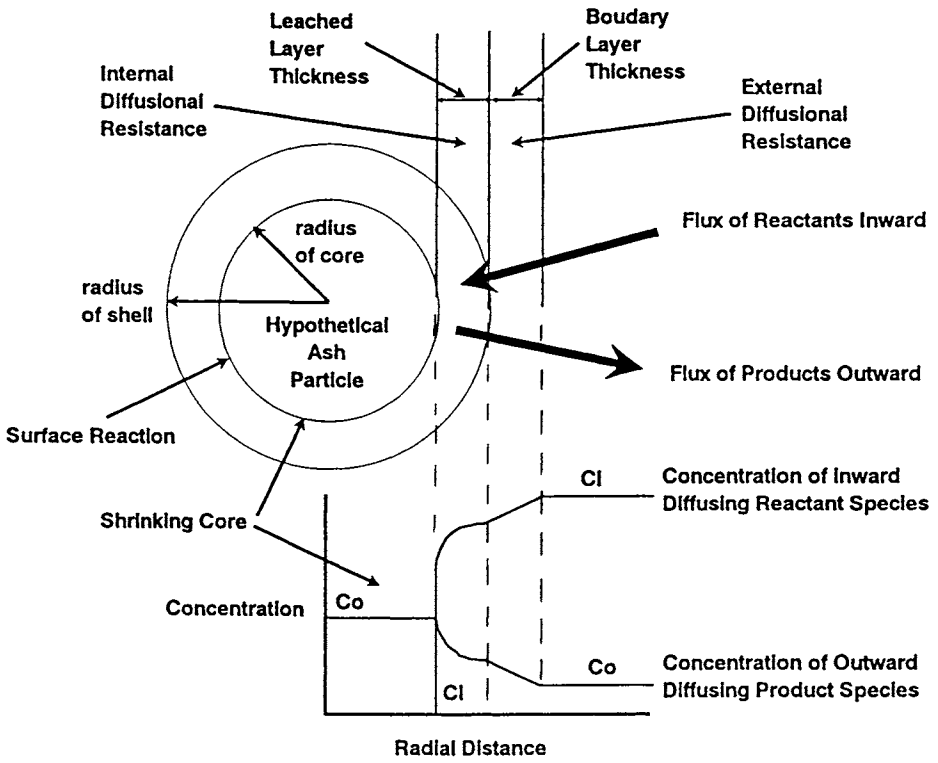 Leached
Layer
Thickness
Boudary
Layer
Thickness
Internal
Diffusional
Resistance
External
Diffusional
Resistance
Flux of Reactants Inward
radius
of core
radius
of shell
Hypothetical
Ash
Particle
Flux of Products Outward
Surface Reaction
Shrinking Core
CI
Concentration of Inward
Diffusing Reactant Species
Concentration
Co
CI
Co
Concentration of Outward
Diffusing Product Species
Radial Distance